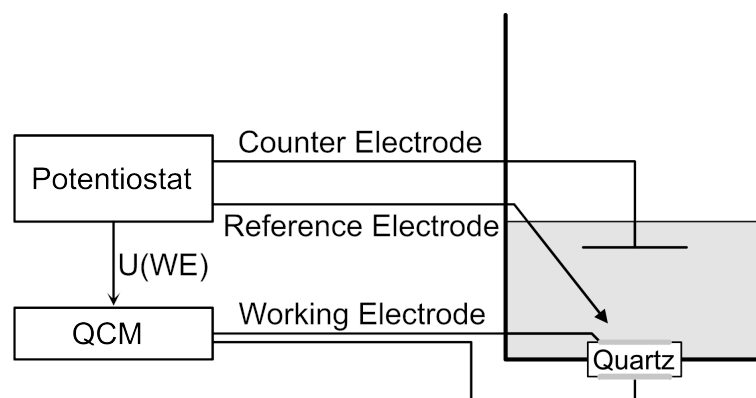 Counter Electrode
Potentiostat
Reference Electrode
U(WE)
Working Electrode
QCM
Quartz